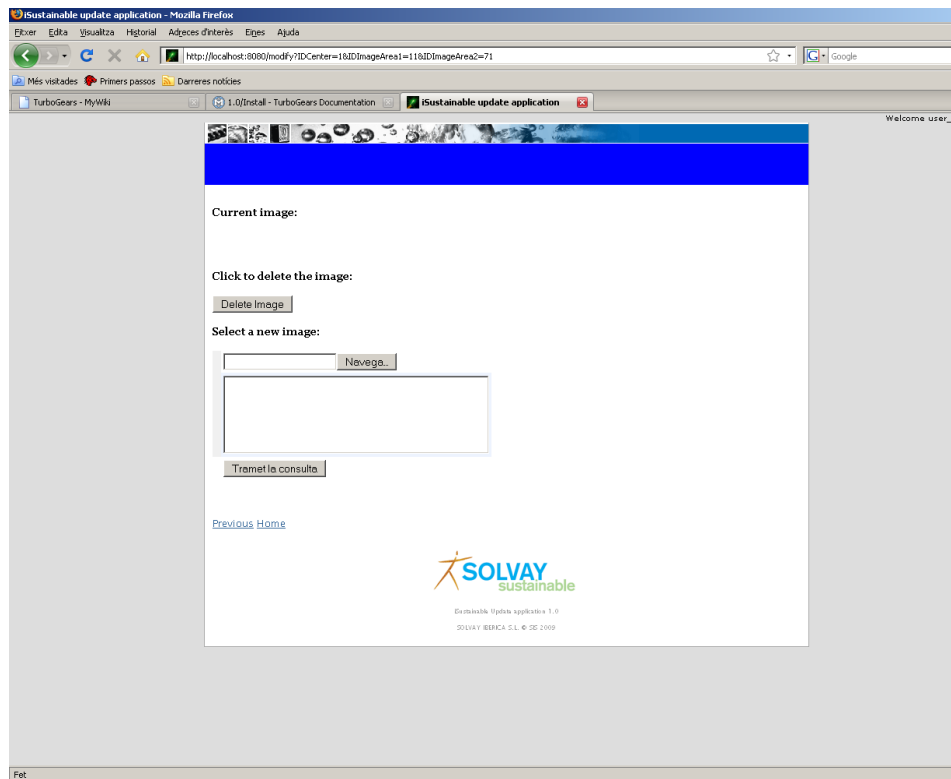 iSustainable update application - Mozilla Firefox
Fitxer Edita Visualitza Historial Adreces d'interès Eines Ajuda
http://localhost:8080/modify?IDCenter=1&IDImageArea1=11&IDImageArea2=71
G Google
Més visitades Primers passos Darreres notícies
TurboGears - MyWiki
1.0/Install - TurboGears Documentation
iSustainable update application
Welcome user_
Current image:
Click to delete the image:
Delete Image
Select a new image:
Navega...
Tramet la consulta
Previous Home
SOLVAY
sustainable
iSustainable Update application 1.0
SOLVAY IBERICA S.L. © SIS 2009
Fet